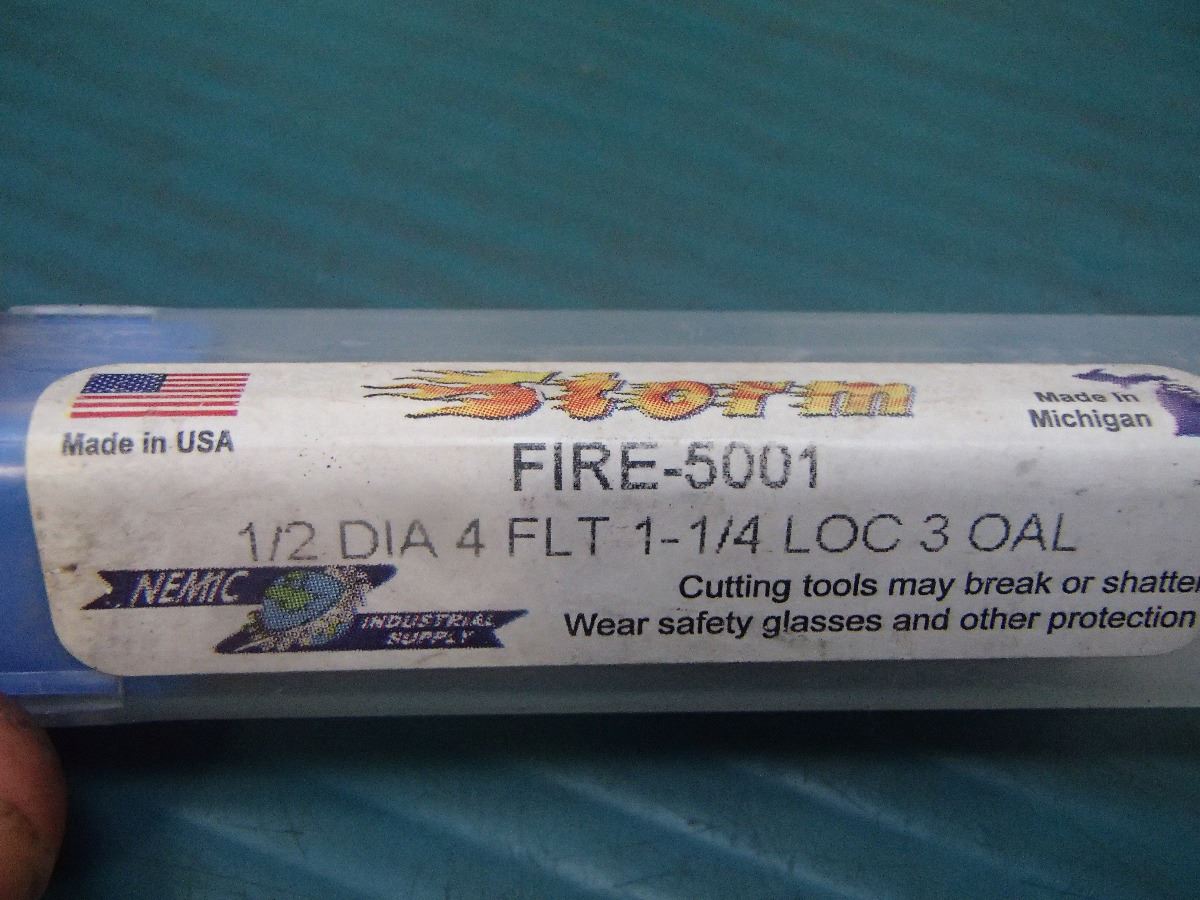 Storm
Made in USA
Made in
Michigan
FIRE-5001
1/2 DIA 4 FLT 1-1/4 LOC 3 OAL
NEMIC
INDUSTRIAL
SUPPLY
Cutting tools may break or shatter
Wear safety glasses and other protection